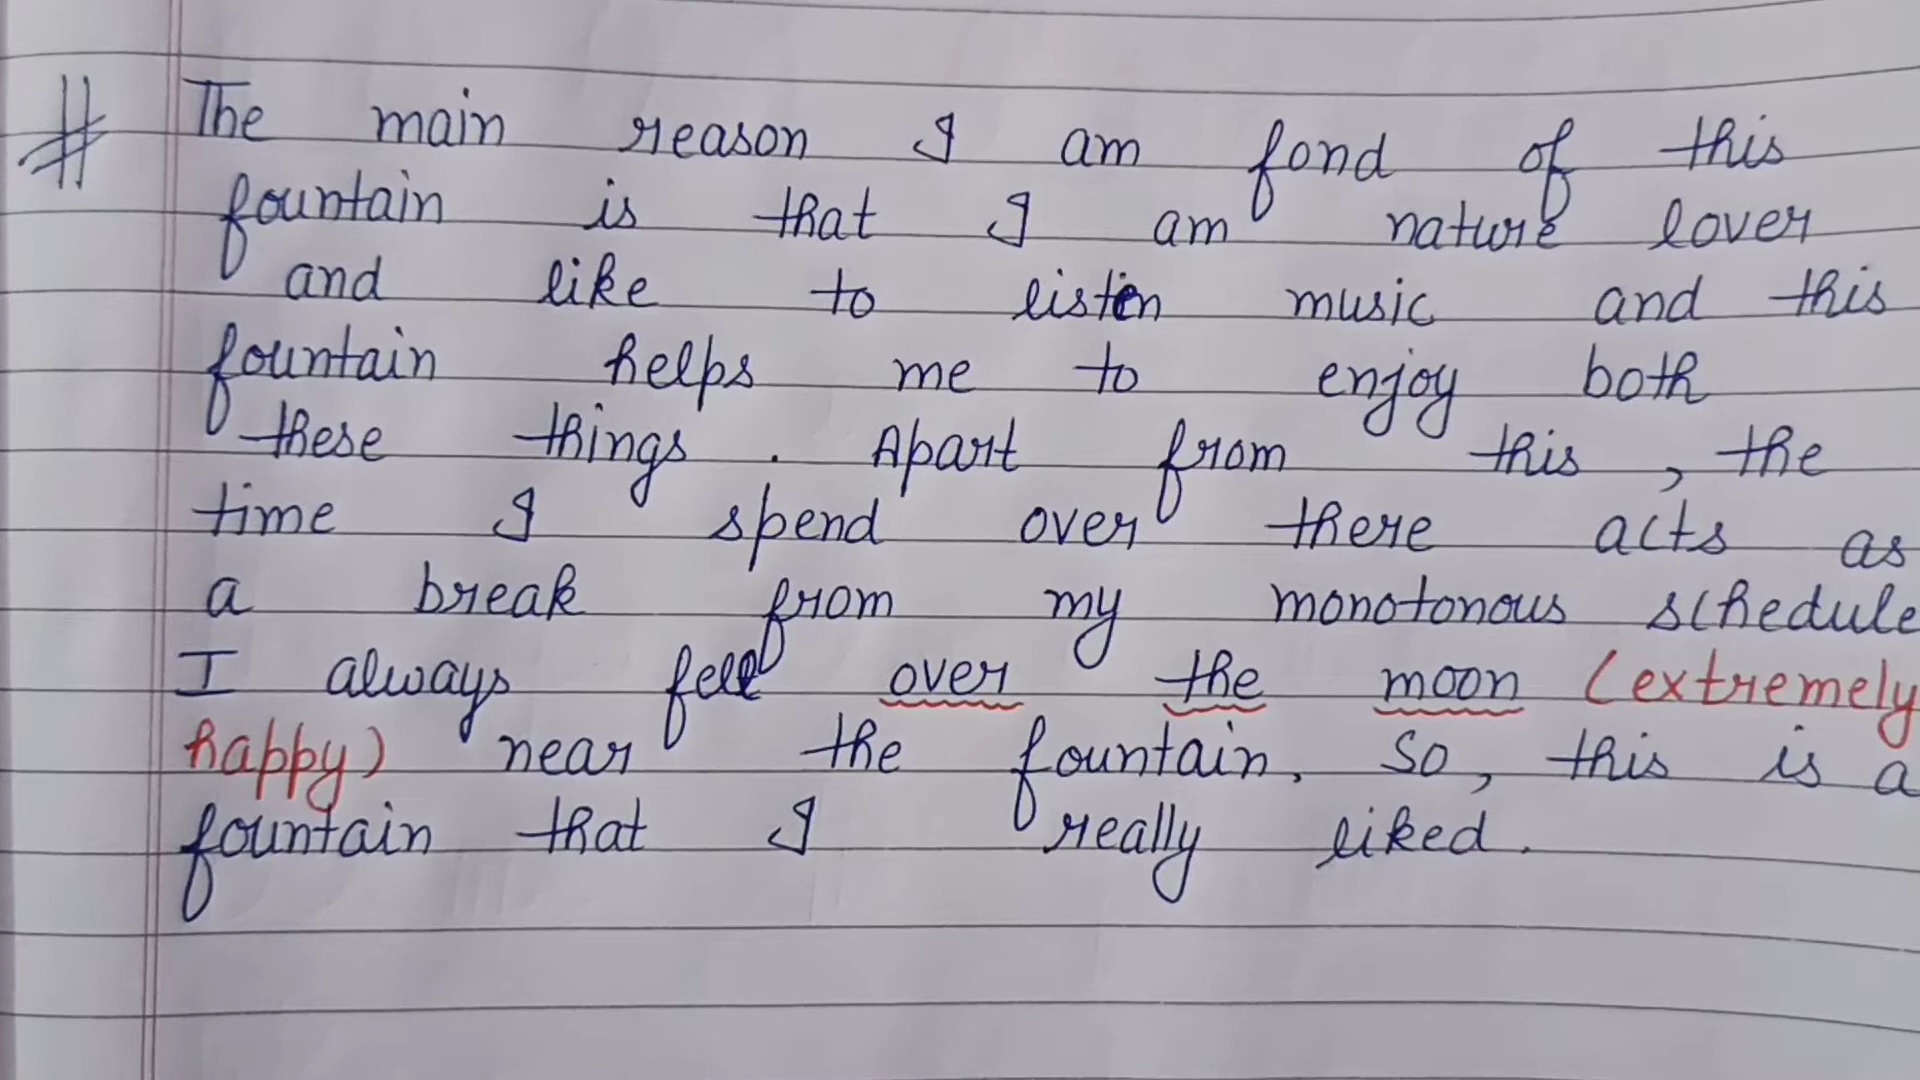 # The main reason I am fond of this
fountain is that I am nature lover
and like to listen music and this
fountain helps me to enjoy both
these things. Apart from this, the
time I spend over there acts as
a break from my monotonous schedule
I always fell over the moon (extremely
happy) near the fountain. So, this is a
fountain that I really liked.